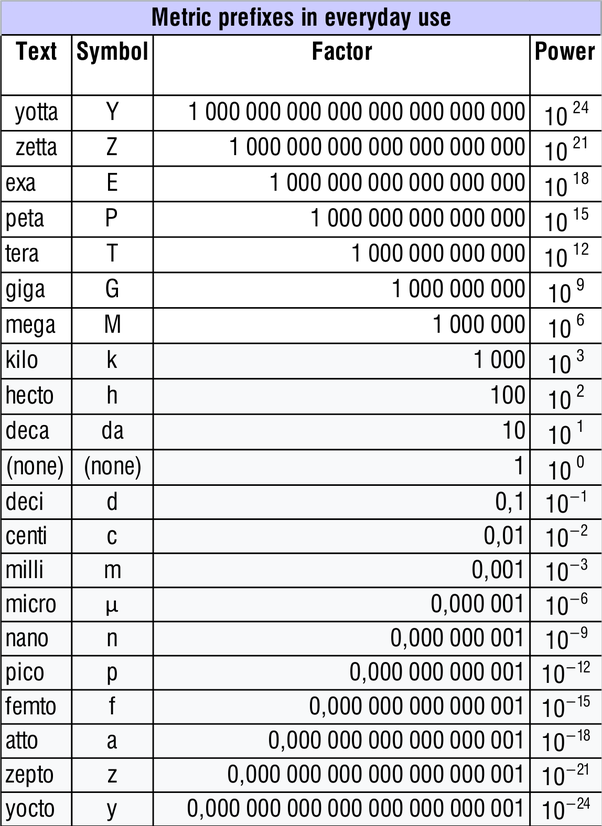 Metric prefixes in everyday use
Text Symbol Factor Power
yotta Y 1 000 000 000 000 000 000 000 000 10 24
zetta Z 1 000 000 000 000 000 000 000 10 21
exa E 1 000 000 000 000 000 000 10 18
peta P 1 000 000 000 000 000 10 15
tera T 1 000 000 000 000 10 12
giga G 1 000 000 000 10 9
mega M 1 000 000 10 6
kilo k 1 000 10 3
hecto h 100 10 2
deca da 10 10 1
(none) (none) 1 10 0
deci d 0,1 10−1
centi c 0,01 10−2
milli m 0,001 10−3
micro μ 0,000 001 10−6
nano n 0,000 000 001 10−9
pico p 0,000 000 000 001 10−12
femto f 0,000 000 000 000 001 10−15
atto a 0,000 000 000 000 000 001 10−18
zepto z 0,000 000 000 000 000 000 001 10−21
yocto y 0,000 000 000 000 000 000 000 001 10−24